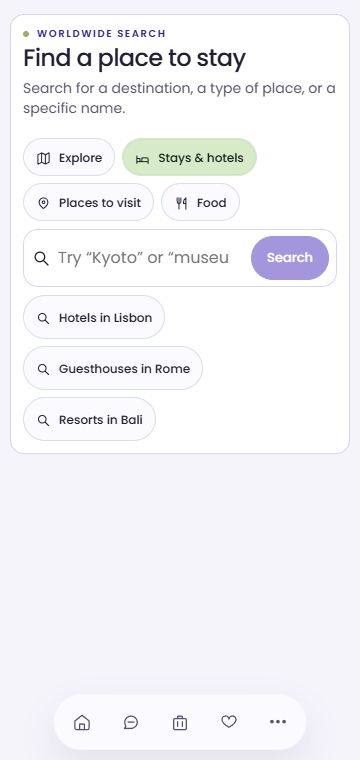 WORLDWIDE SEARCH
Find a place to stay
Search for a destination, a type of place, or a
specific name.
Explore
Stays & hotels
Places to visit
Food
Try “Kyoto” or “museu
Search
Hotels in Lisbon
Guesthouses in Rome
Resorts in Bali